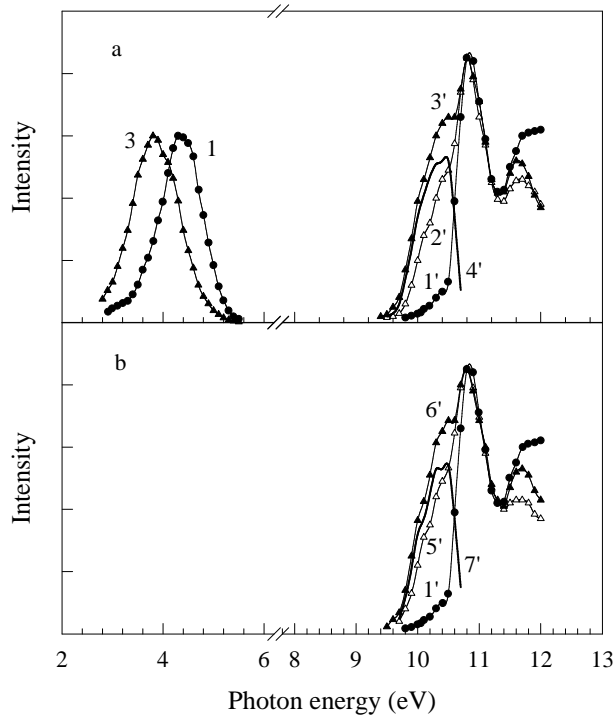 a
3
1
3'
2'
1'
4'
Intensity
b
6'
5'
1'
7'
Intensity
2 4 6 8 9 10 11 12 13
Photon energy (eV)